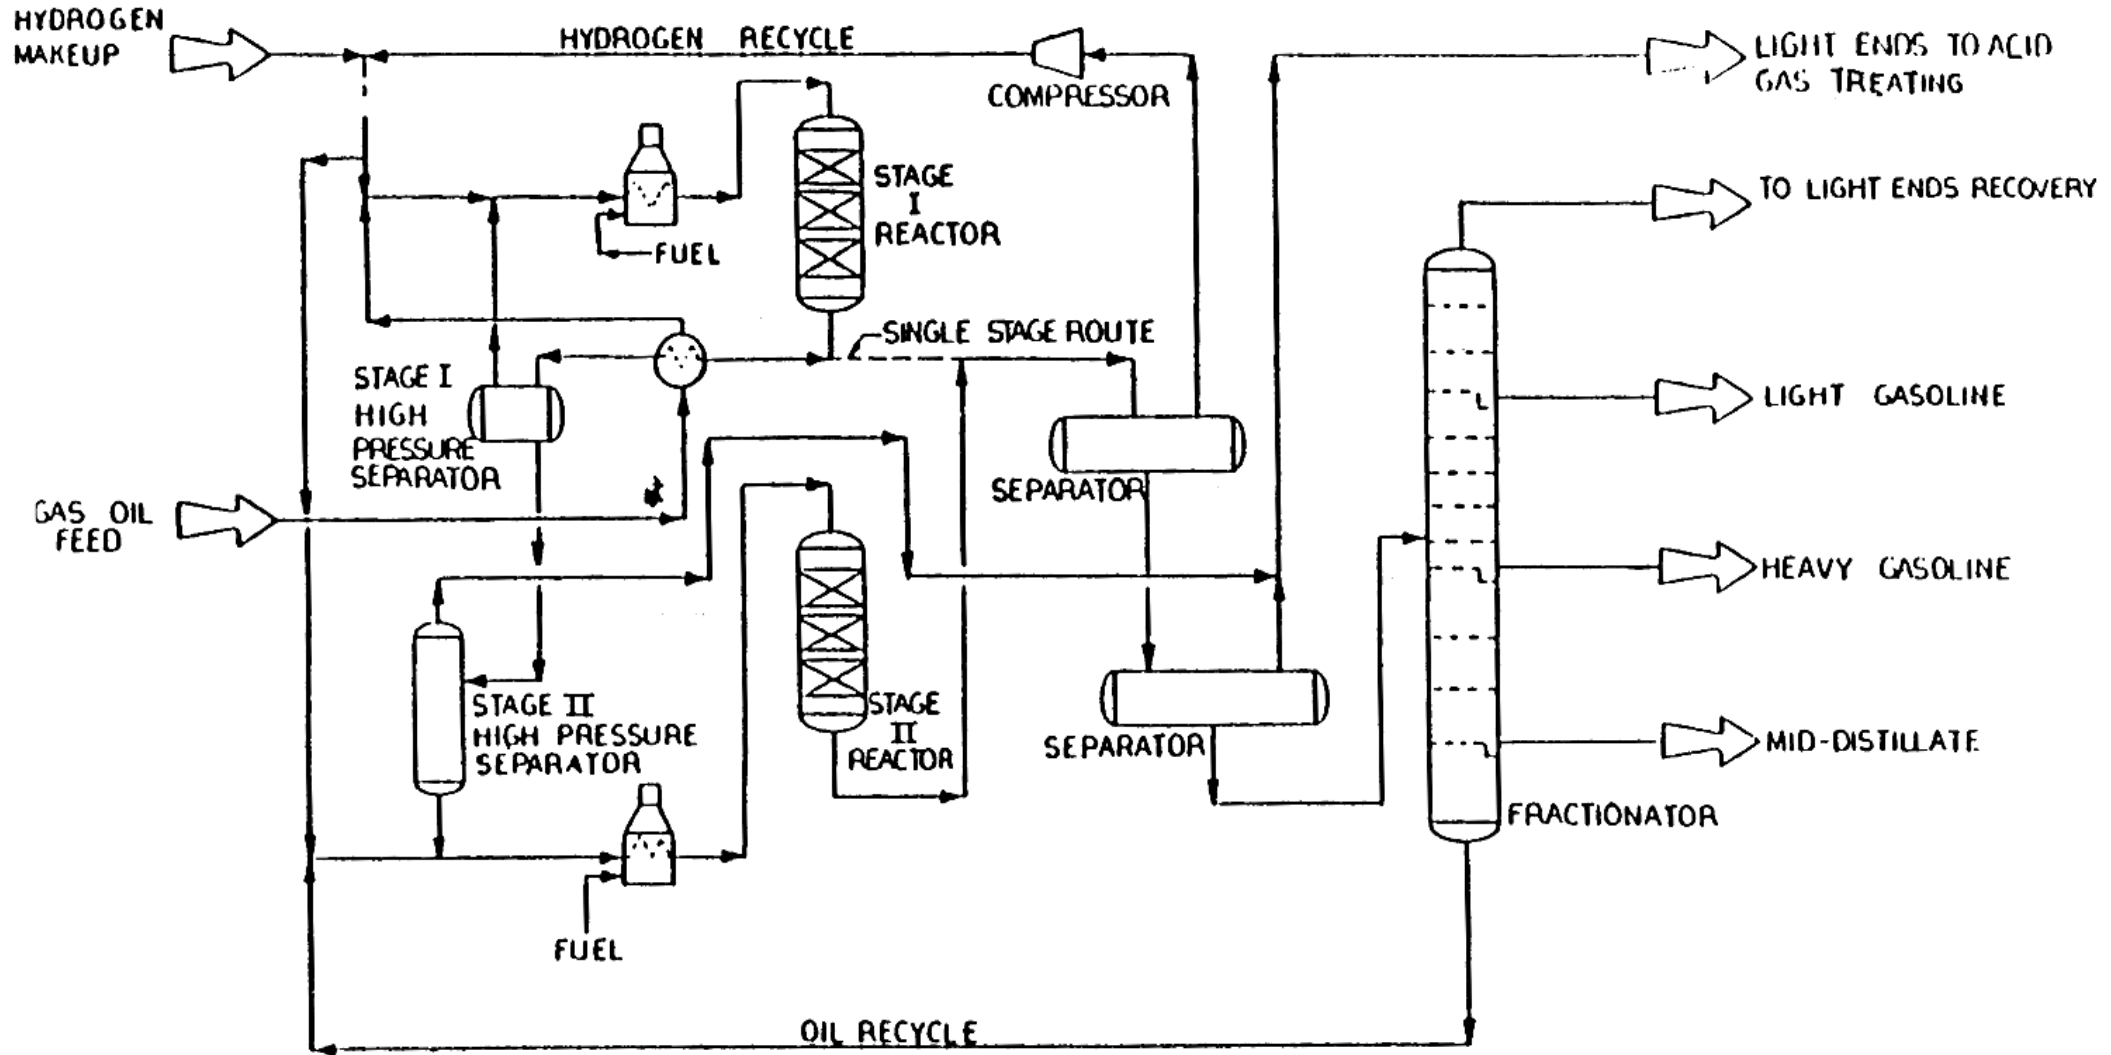 HYDROGEN
MAKEUP
HYDROGEN RECYCLE
COMPRESSOR
LIGHT ENDS TO ACID
GAS TREATING
STAGE
I
REACTOR
FUEL
TO LIGHT ENDS RECOVERY
SINGLE STAGE ROUTE
STAGE I
HIGH
PRESSURE
SEPARATOR
LIGHT GASOLINE
SEPARATOR
GAS OIL
FEED
HEAVY GASOLINE
STAGE II
HIGH PRESSURE
SEPARATOR
STAGE
II
REACTOR
SEPARATOR
MID-DISTILLATE
FRACTIONATOR
FUEL
OIL RECYCLE